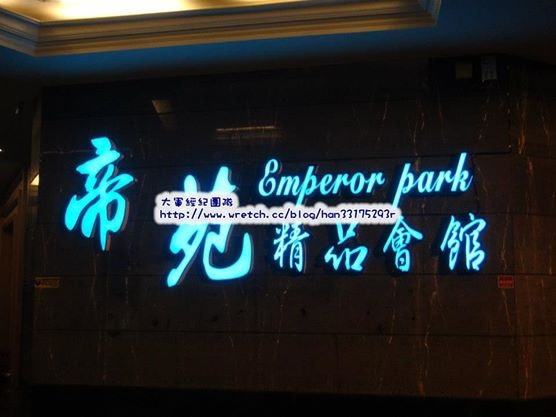 帝苑
Emperor park
精品會館
大軍經紀團隊
http://www.wretch.cc/blog/han33175293r